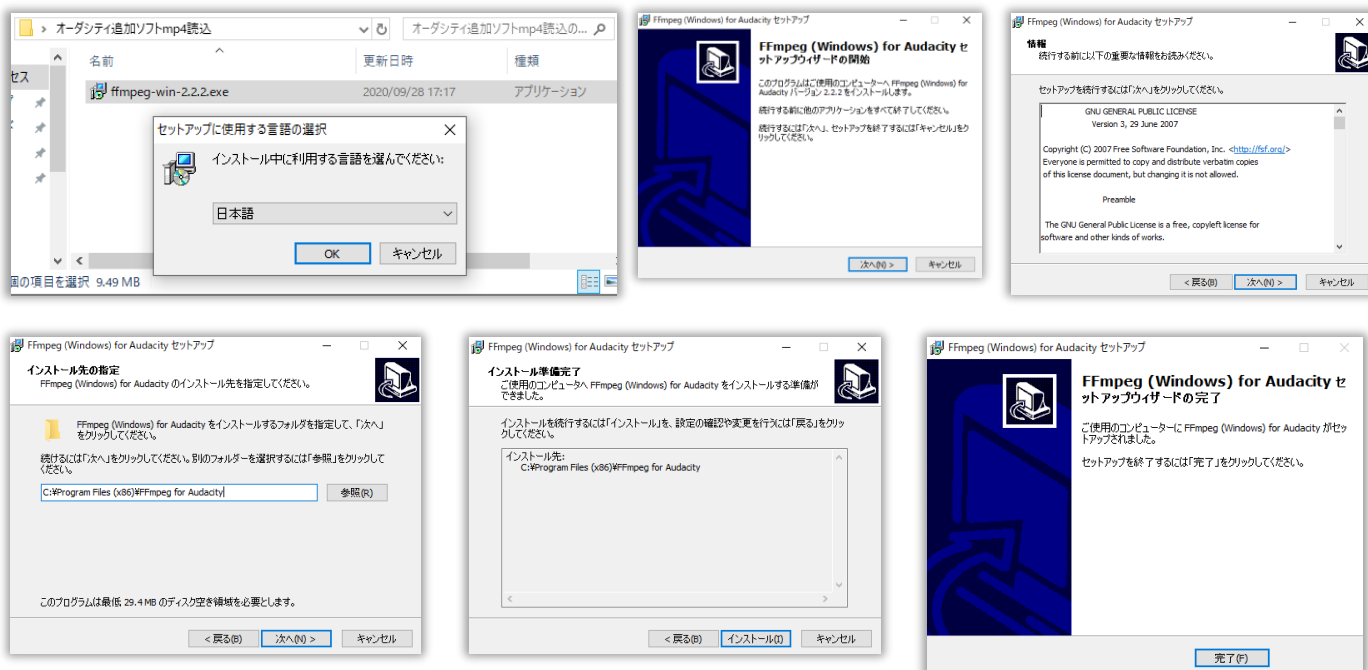 オーダシティ追加ソフトmp4読込
オーダシティ追加ソフトmp4読込の...
名前
更新日時
種類
セス
ffmpeg-win-2.2.2.exe
2020/09/28 17:17
アプリケーション
セットアップに使用する言語の選択
インストール中に利用する言語を選んでください:
日本語
OK
キャンセル
個の項目を選択 9.49 MB
FFmpeg (Windows) for Audacity セットアップ
FFmpeg (Windows) for Audacity セ
ットアップウィザードの開始
このプログラムはご使用のコンピューターへ FFmpeg (Windows) for
Audacity バージョン 2.2.2 をインストールします。
続行する前に他のアプリケーションをすべて終了してください。
続行するには「次へ」、セットアップを終了するには「キャンセル」をク
リックしてください。
次へ(N) >
キャンセル
FFmpeg (Windows) for Audacity セットアップ
情報
続行する前に以下の重要な情報をお読みください。
セットアップを続行するには「次へ」をクリックしてください。
GNU GENERAL PUBLIC LICENSE
Version 3, 29 June 2007
Copyright (C) 2007 Free Software Foundation, Inc. <http://fsf.org/>
Everyone is permitted to copy and distribute verbatim copies
of this license document, but changing it is not allowed.
Preamble
The GNU General Public License is a free, copyleft license for
software and other kinds of works.
< 戻る(B)
次へ(N) >
キャンセル
FFmpeg (Windows) for Audacity セットアップ
インストール先の指定
FFmpeg (Windows) for Audacity のインストール先を指定してください。
FFmpeg (Windows) for Audacity をインストールするフォルダを指定して、「次へ」
をクリックしてください。
続けるには「次へ」をクリックしてください。別のフォルダーを選択するには「参照」をクリックして
ください。
C:¥Program Files (x86)¥FFmpeg for Audacity
参照(R)
このプログラムは最低 29.4 MB のディスク空き領域を必要とします。
< 戻る(B)
次へ(N) >
キャンセル
FFmpeg (Windows) for Audacity セットアップ
インストール準備完了
ご使用のコンピュータへ FFmpeg (Windows) for Audacity をインストールする準備が
できました。
インストールを続行するには「インストール」を、設定の確認や変更を行うには「戻る」をクリッ
クしてください。
インストール先:
C:¥Program Files (x86)¥FFmpeg for Audacity
< 戻る(B)
インストール(I)
キャンセル
FFmpeg (Windows) for Audacity セットアップ
FFmpeg (Windows) for Audacity セ
ットアップウィザードの完了
ご使用のコンピューターに FFmpeg (Windows) for Audacity がセッ
トアップされました。
セットアップを終了するには「完了」をクリックしてください。
完了(F)